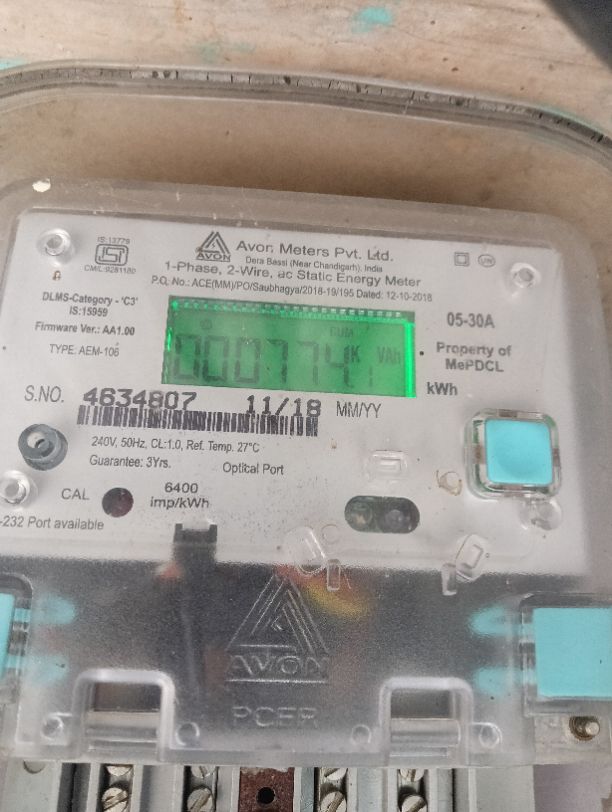 IS:13779
CM/L:9281180
AVON
Avon Meters Pvt. Ltd.
Dera Bassi (Near Chandigarh), India
1-Phase, 2-Wire, ac Static Energy Meter
P.O. No.: ACE(MM)/PO/Saubhagya/2018-19/195 Dated: 12-10-2018
DLMS-Category - 'C3'
IS:15959
Firmware Ver.: AA1.00
TYPE: AEM-106
CUM
000774.1 K VAh
05-30A
Property of
MePDCL
kWh
S.NO. 4634807 11/18 MM/YY
240V, 50Hz, CL:1.0, Ref. Temp. 27°C
Guarantee: 3Yrs.
Optical Port
CAL
6400
imp/kWh
-232 Port available
AVON